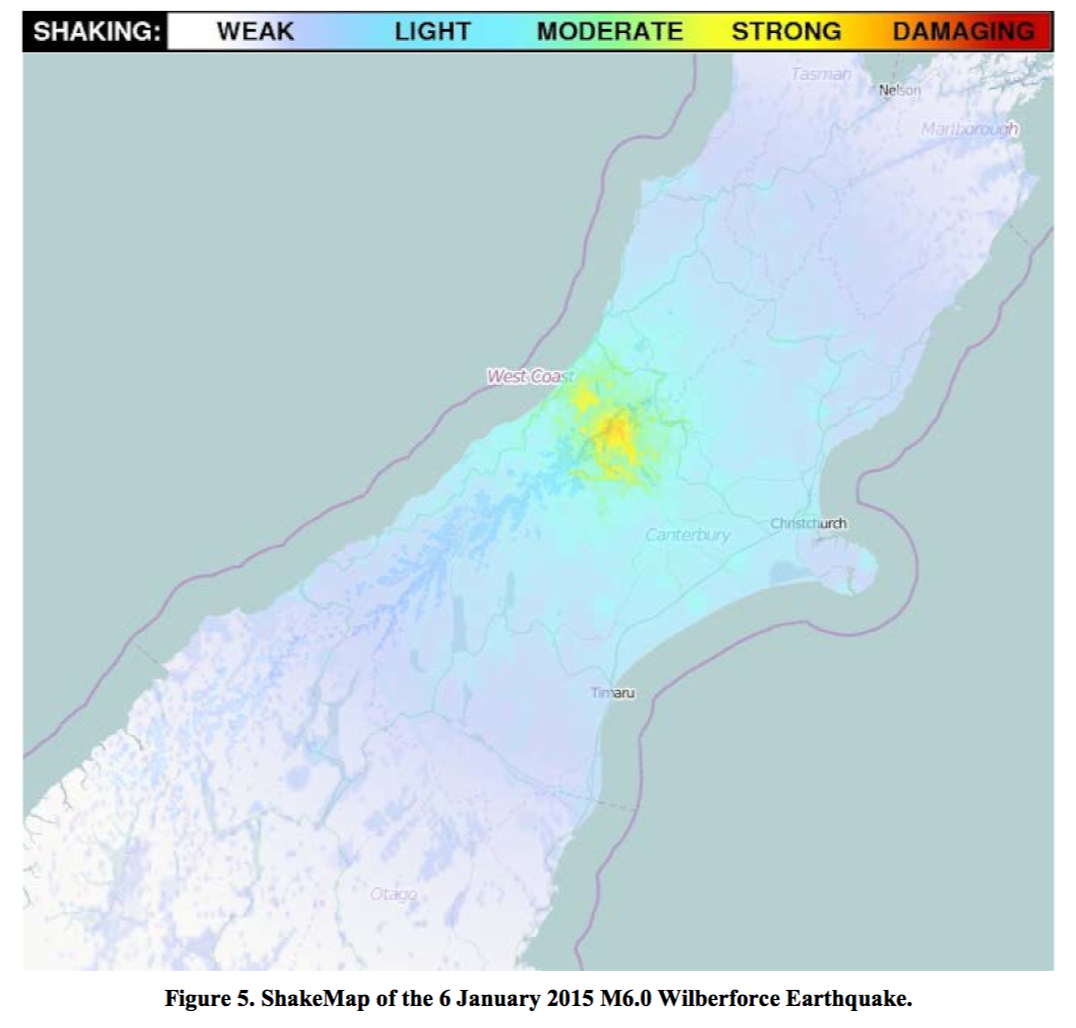 SHAKING: WEAK LIGHT MODERATE STRONG DAMAGING
Tasman
Nelson
Marlborough
West Coast
Christchurch
Canterbury
Timaru
Otago
Figure 5. ShakeMap of the 6 January 2015 M6.0 Wilberforce Earthquake.